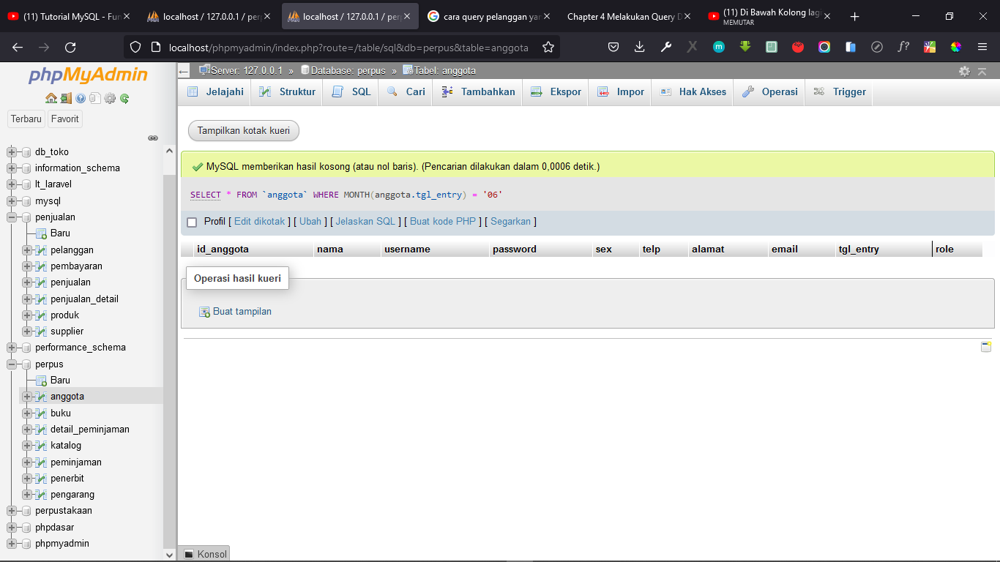 (11) Tutorial MySQL - Fun
localhost / 127.0.0.1 / perp
localhost / 127.0.0.1 / perp
cara query pelanggan yan
Chapter 4 Melakukan Query D
(11) Di Bawah Kolong lagi
MEMUTAR
localhost/phpmyadmin/index.php?route=/table/sql&db=perpus&table=anggota
phpMyAdmin
Terbaru
Favorit
db_toko
information_schema
lt_laravel
mysql
penjualan
Baru
pelanggan
pembayaran
penjualan
penjualan_detail
produk
supplier
performance_schema
perpus
Baru
anggota
buku
detail_peminjaman
katalog
peminjaman
penerbit
pengarang
perpustakaan
phpdasar
phpmyadmin
Server: 127.0.0.1 » Database: perpus » Tabel: anggota
Jelajahi Struktur SQL Cari Tambahkan Ekspor Impor Hak Akses Operasi Trigger
Tampilkan kotak kueri
MySQL memberikan hasil kosong (atau nol baris). (Pencarian dilakukan dalam 0,0006 detik.)
SELECT * FROM `anggota` WHERE MONTH(anggota.tgl_entry) = '06'
Profil [ Edit dikotak ] [ Ubah ] [ Jelaskan SQL ] [ Buat kode PHP ] [ Segarkan ]
id_anggota nama username password sex telp alamat email tgl_entry role
Operasi hasil kueri
Buat tampilan
Konsol